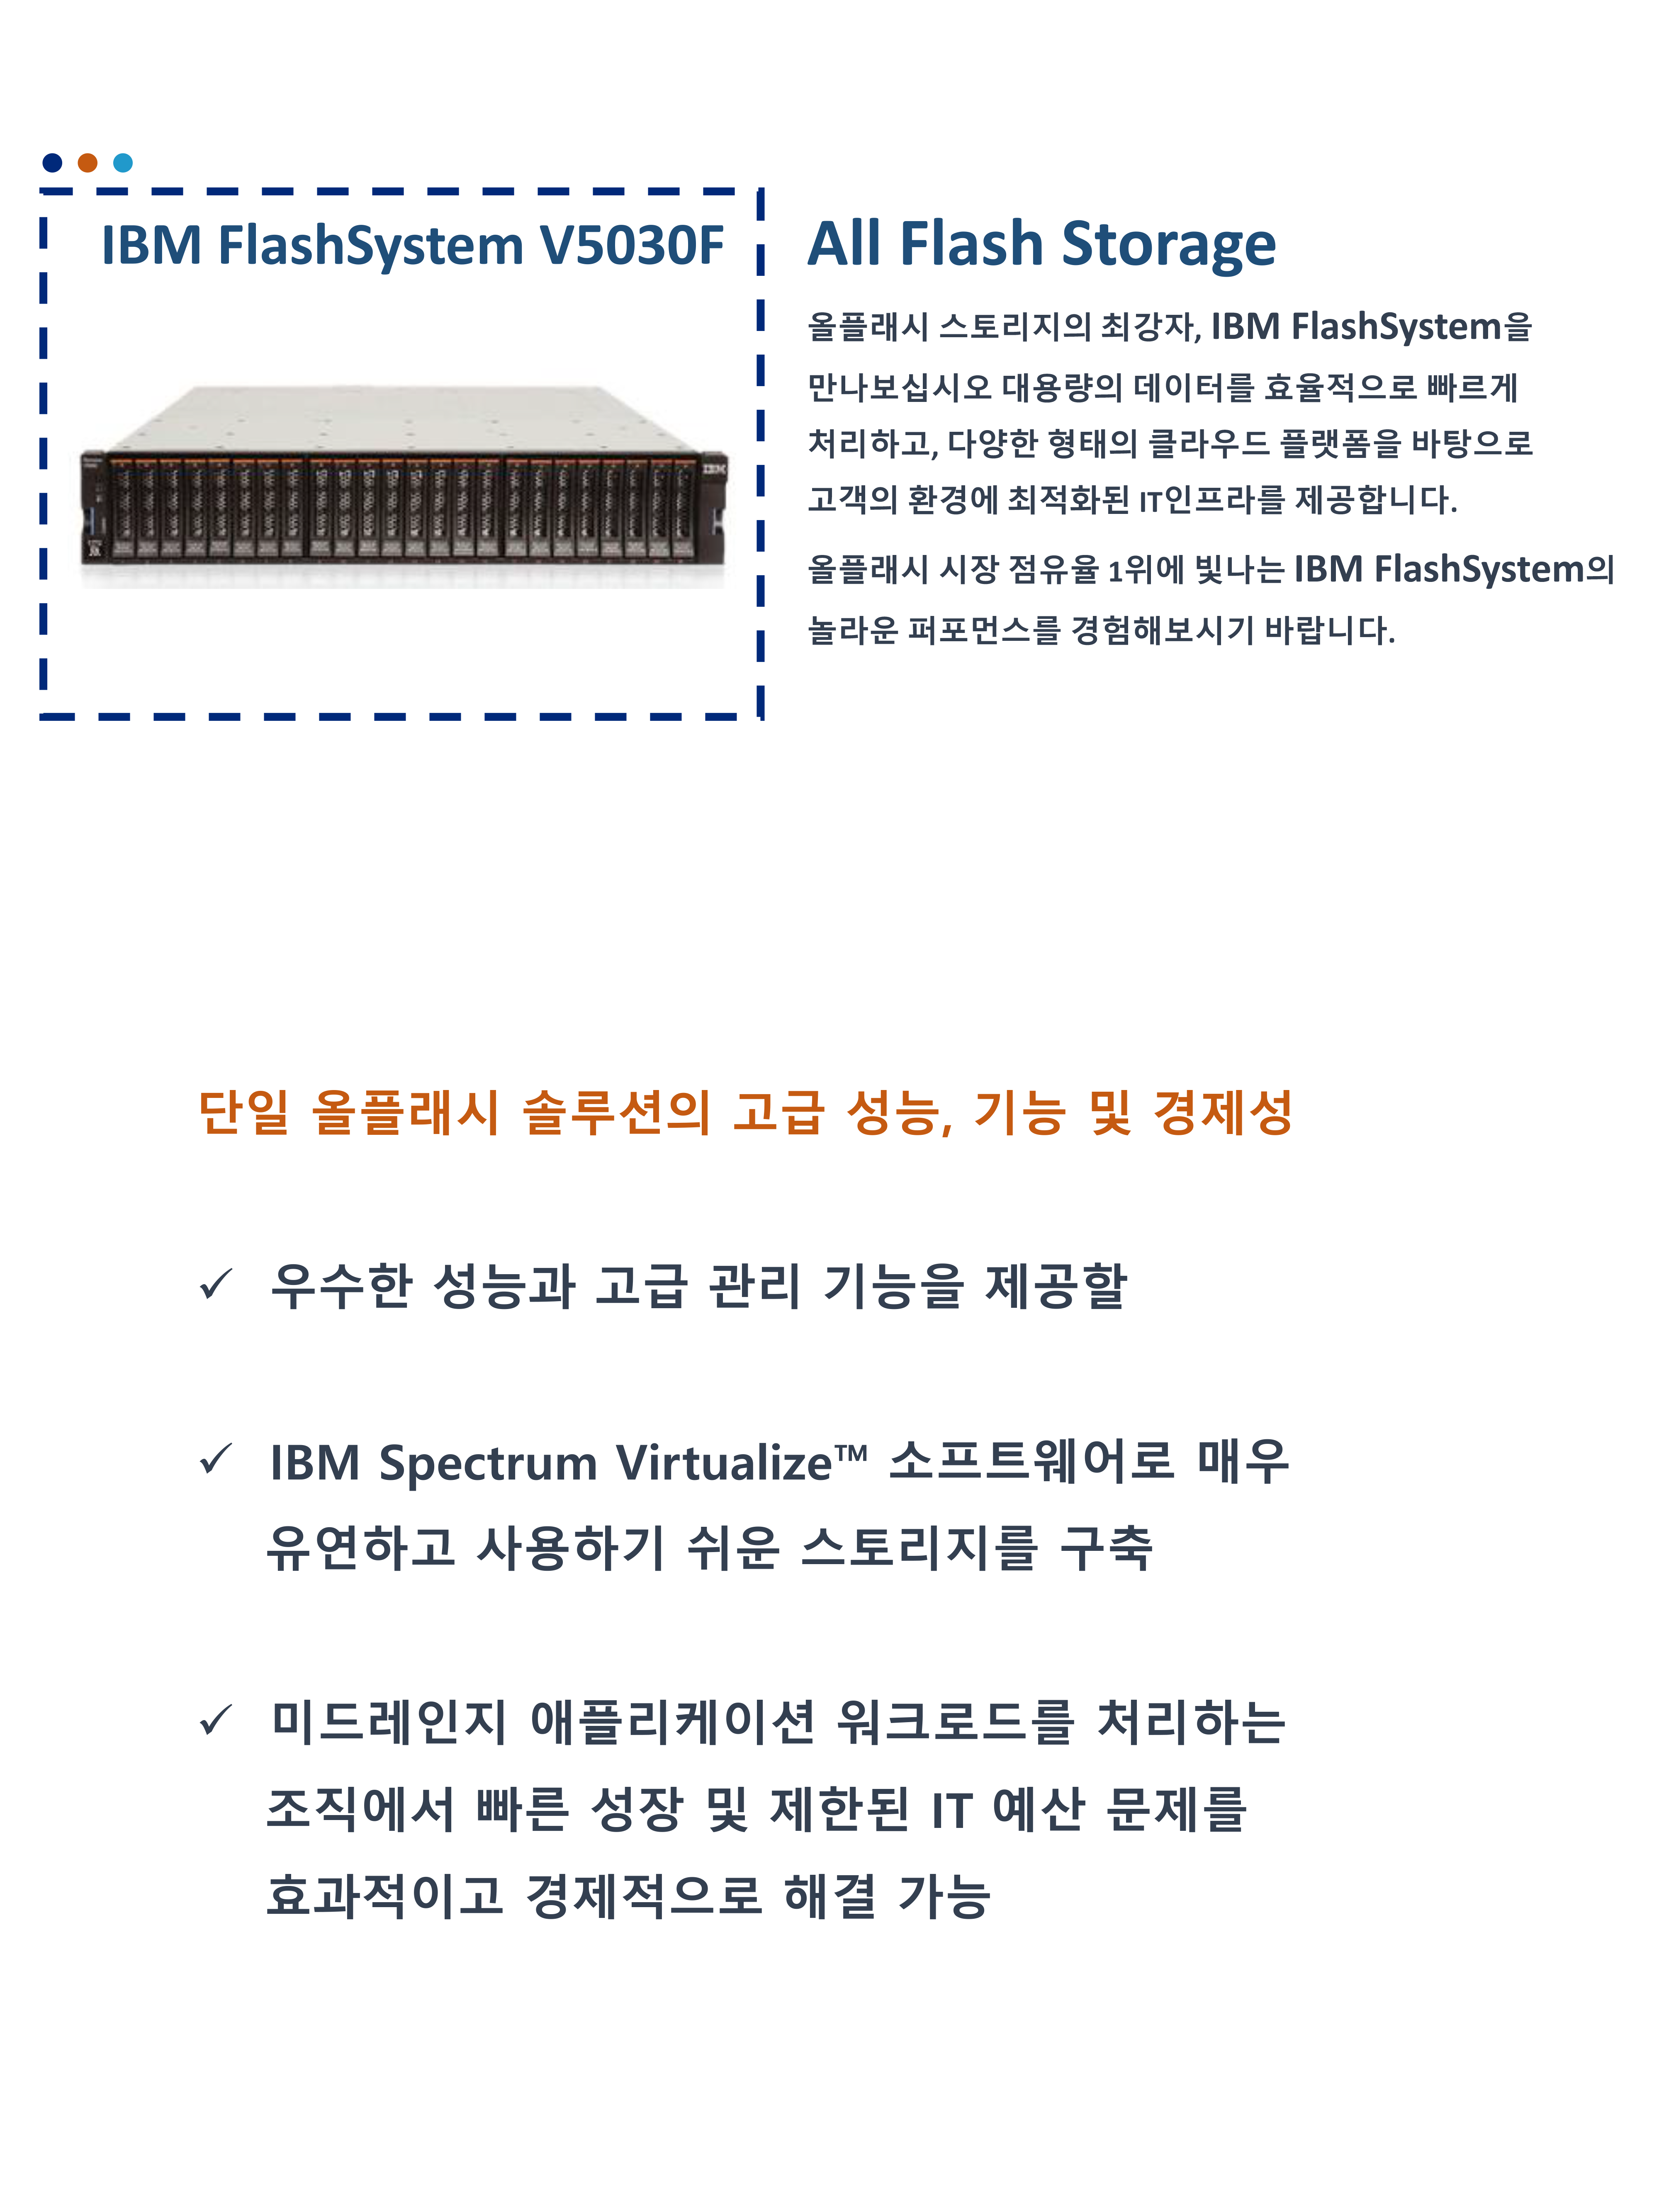 IBM FlashSystem V5030F
IBM
All Flash Storage
올플래시 스토리지의 최강자, IBM FlashSystem을
만나보십시오 대용량의 데이터를 효율적으로 빠르게
처리하고, 다양한 형태의 클라우드 플랫폼을 바탕으로
고객의 환경에 최적화된 IT인프라를 제공합니다.
올플래시 시장 점유율 1위에 빛나는 IBM FlashSystem의
놀라운 퍼포먼스를 경험해보시기 바랍니다.
단일 올플래시 솔루션의 고급 성능, 기능 및 경제성
✓ 우수한 성능과 고급 관리 기능을 제공할
✓ IBM Spectrum Virtualize™ 소프트웨어로 매우
유연하고 사용하기 쉬운 스토리지를 구축
✓ 미드레인지 애플리케이션 워크로드를 처리하는
조직에서 빠른 성장 및 제한된 IT 예산 문제를
효과적이고 경제적으로 해결 가능